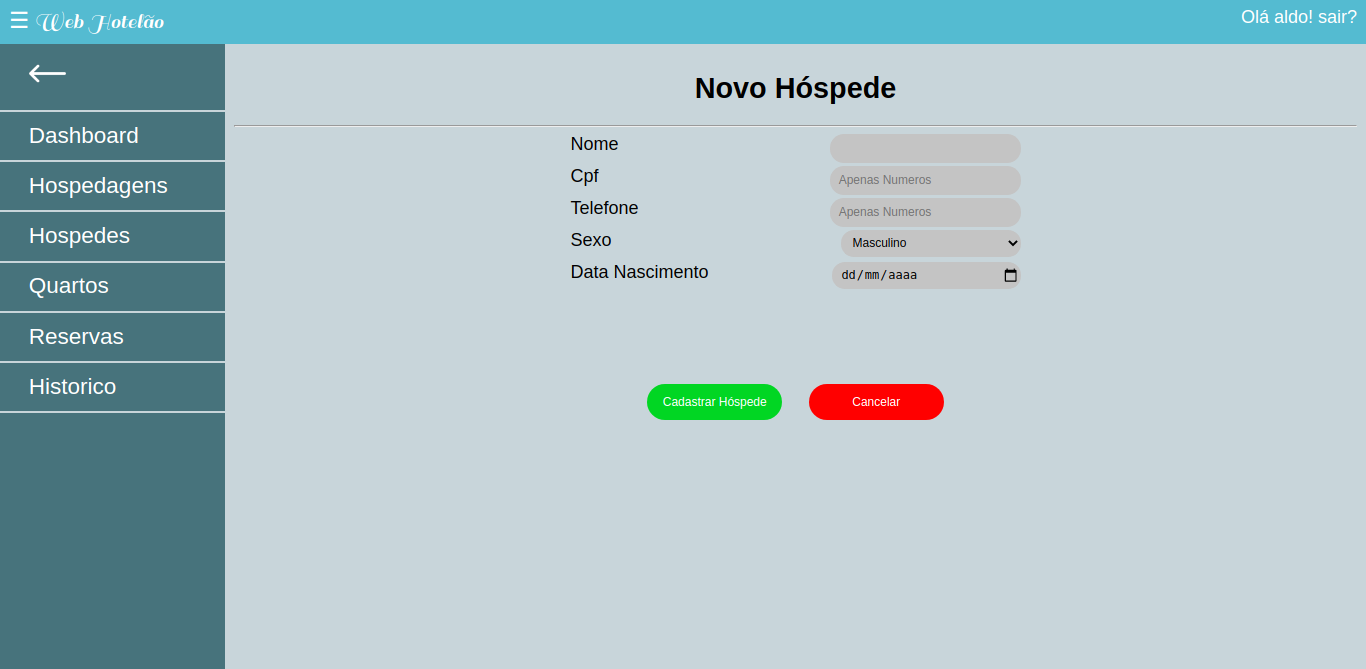 ☰ Web Hotelão
Olá aldo! sair?
Dashboard
Hospedagens
Hospedes
Quartos
Reservas
Historico
Novo Hóspede
Nome
Cpf Apenas Numeros
Telefone Apenas Numeros
Sexo Masculino
Data Nascimento dd/mm/aaaa
Cadastrar Hóspede Cancelar